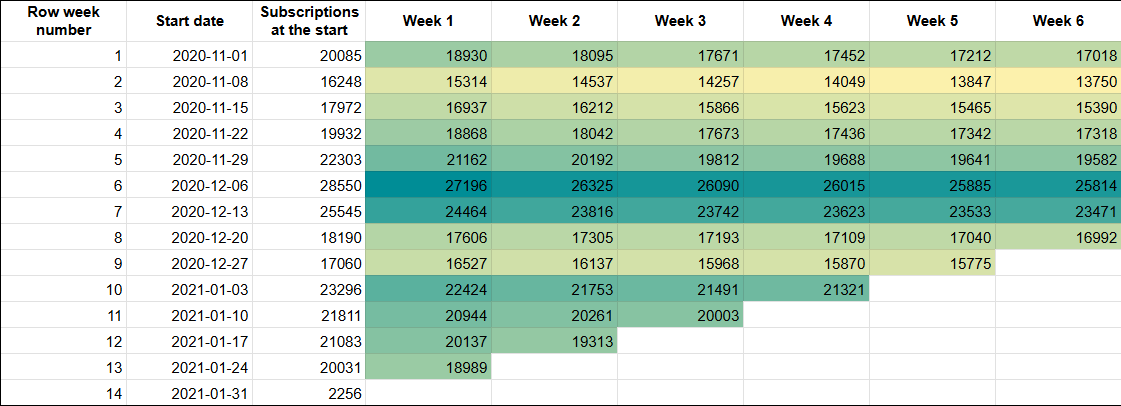 Row week number Start date Subscriptions at the start Week 1 Week 2 Week 3 Week 4 Week 5 Week 6
1 2020-11-01 20085 18930 18095 17671 17452 17212 17018
2 2020-11-08 16248 15314 14537 14257 14049 13847 13750
3 2020-11-15 17972 16937 16212 15866 15623 15465 15390
4 2020-11-22 19932 18868 18042 17673 17436 17342 17318
5 2020-11-29 22303 21162 20192 19812 19688 19641 19582
6 2020-12-06 28550 27196 26325 26090 26015 25885 25814
7 2020-12-13 25545 24464 23816 23742 23623 23533 23471
8 2020-12-20 18190 17606 17305 17193 17109 17040 16992
9 2020-12-27 17060 16527 16137 15968 15870 15775
10 2021-01-03 23296 22424 21753 21491 21321
11 2021-01-10 21811 20944 20261 20003
12 2021-01-17 21083 20137 19313
13 2021-01-24 20031 18989
14 2021-01-31 2256